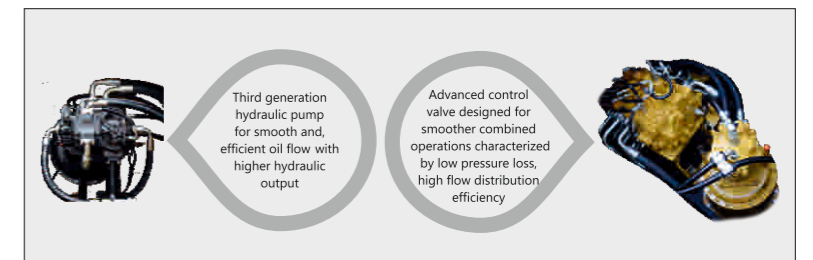 Third generation
hydraulic pump
for smooth and,
efficient oil flow with
higher hydraulic
output
Advanced control
valve designed for
smoother combined
operations characterized
by low pressure loss,
high flow distribution
efficiency